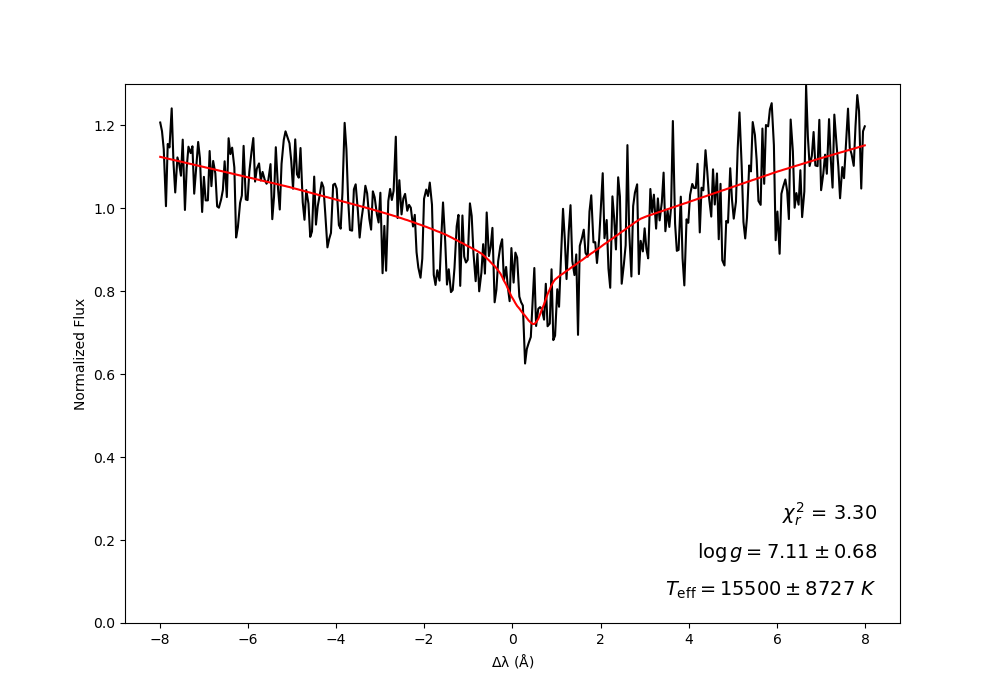 1.2
1.0
0.8
0.6
0.4
0.2
0.0
Normalized Flux
χ²ᵣ = 3.30
log g = 7.11 ± 0.68
T_eff = 15500 ± 8727 K
−8 −6 −4 −2 0 2 4 6 8
Δλ (Å)